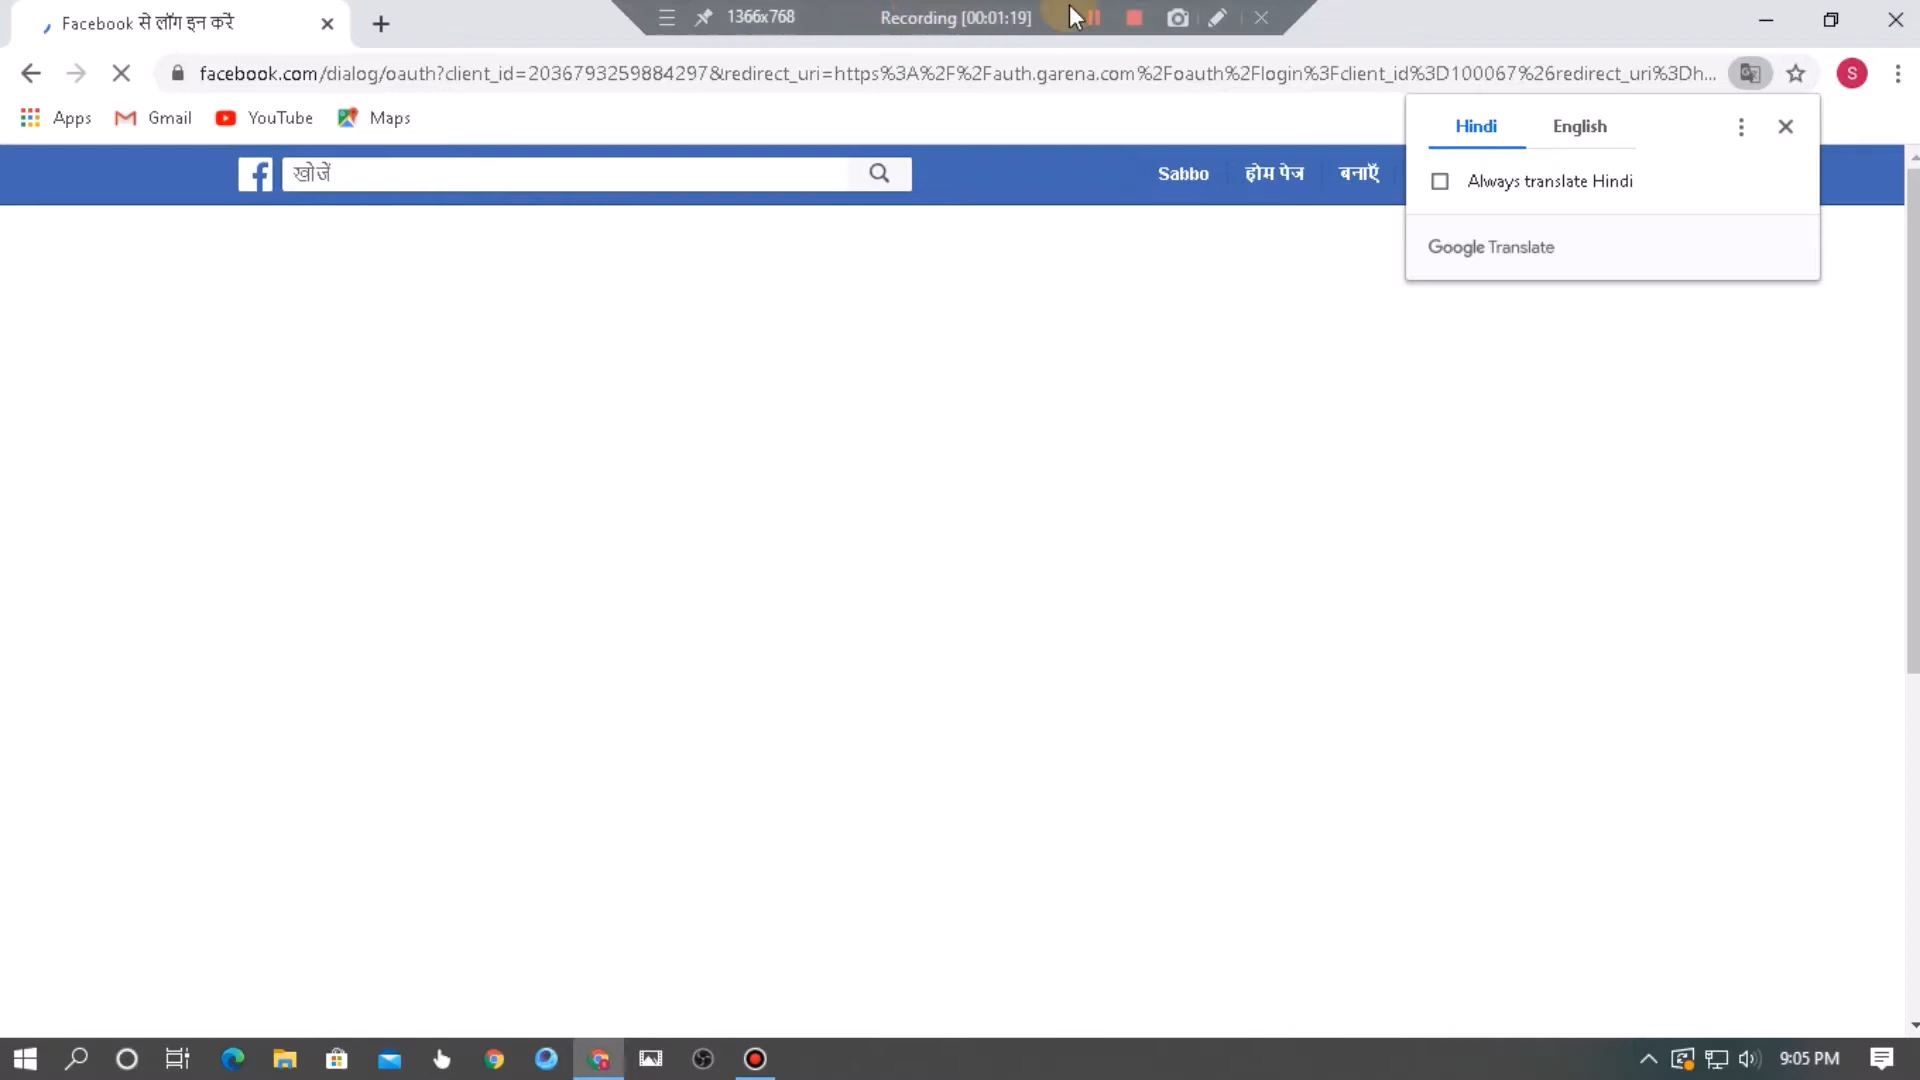 Facebook से लॉग इन करें
1366x768
Recording [00:01:19]
facebook.com/dialog/oauth?client_id=2036793259884297&redirect_uri=https%3A%2F%2Fauth.garena.com%2Foauth%2Flogin%3Fclient_id%3D100067%26redirect_uri%3Dh...
S
Apps
Gmail
YouTube
Maps
Hindi
English
खोजें
Sabbo
होम पेज
बनाएँ
Always translate Hindi
Google Translate
9:05 PM